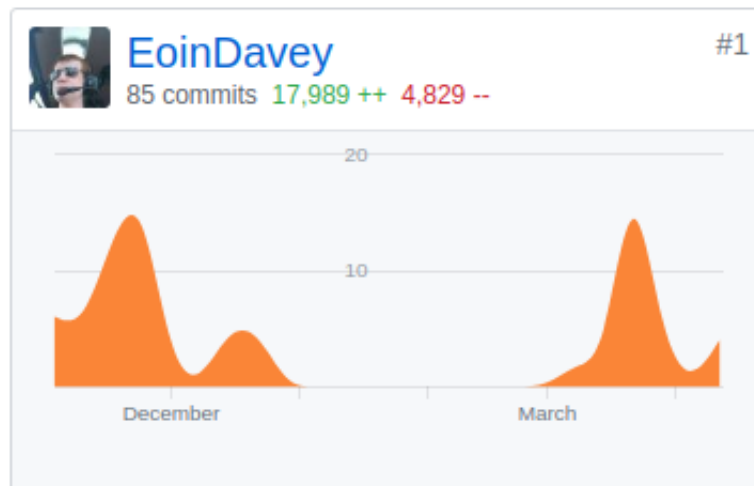 EoinDavey
#1
85 commits 17,989 ++ 4,829 --
20
10
December March